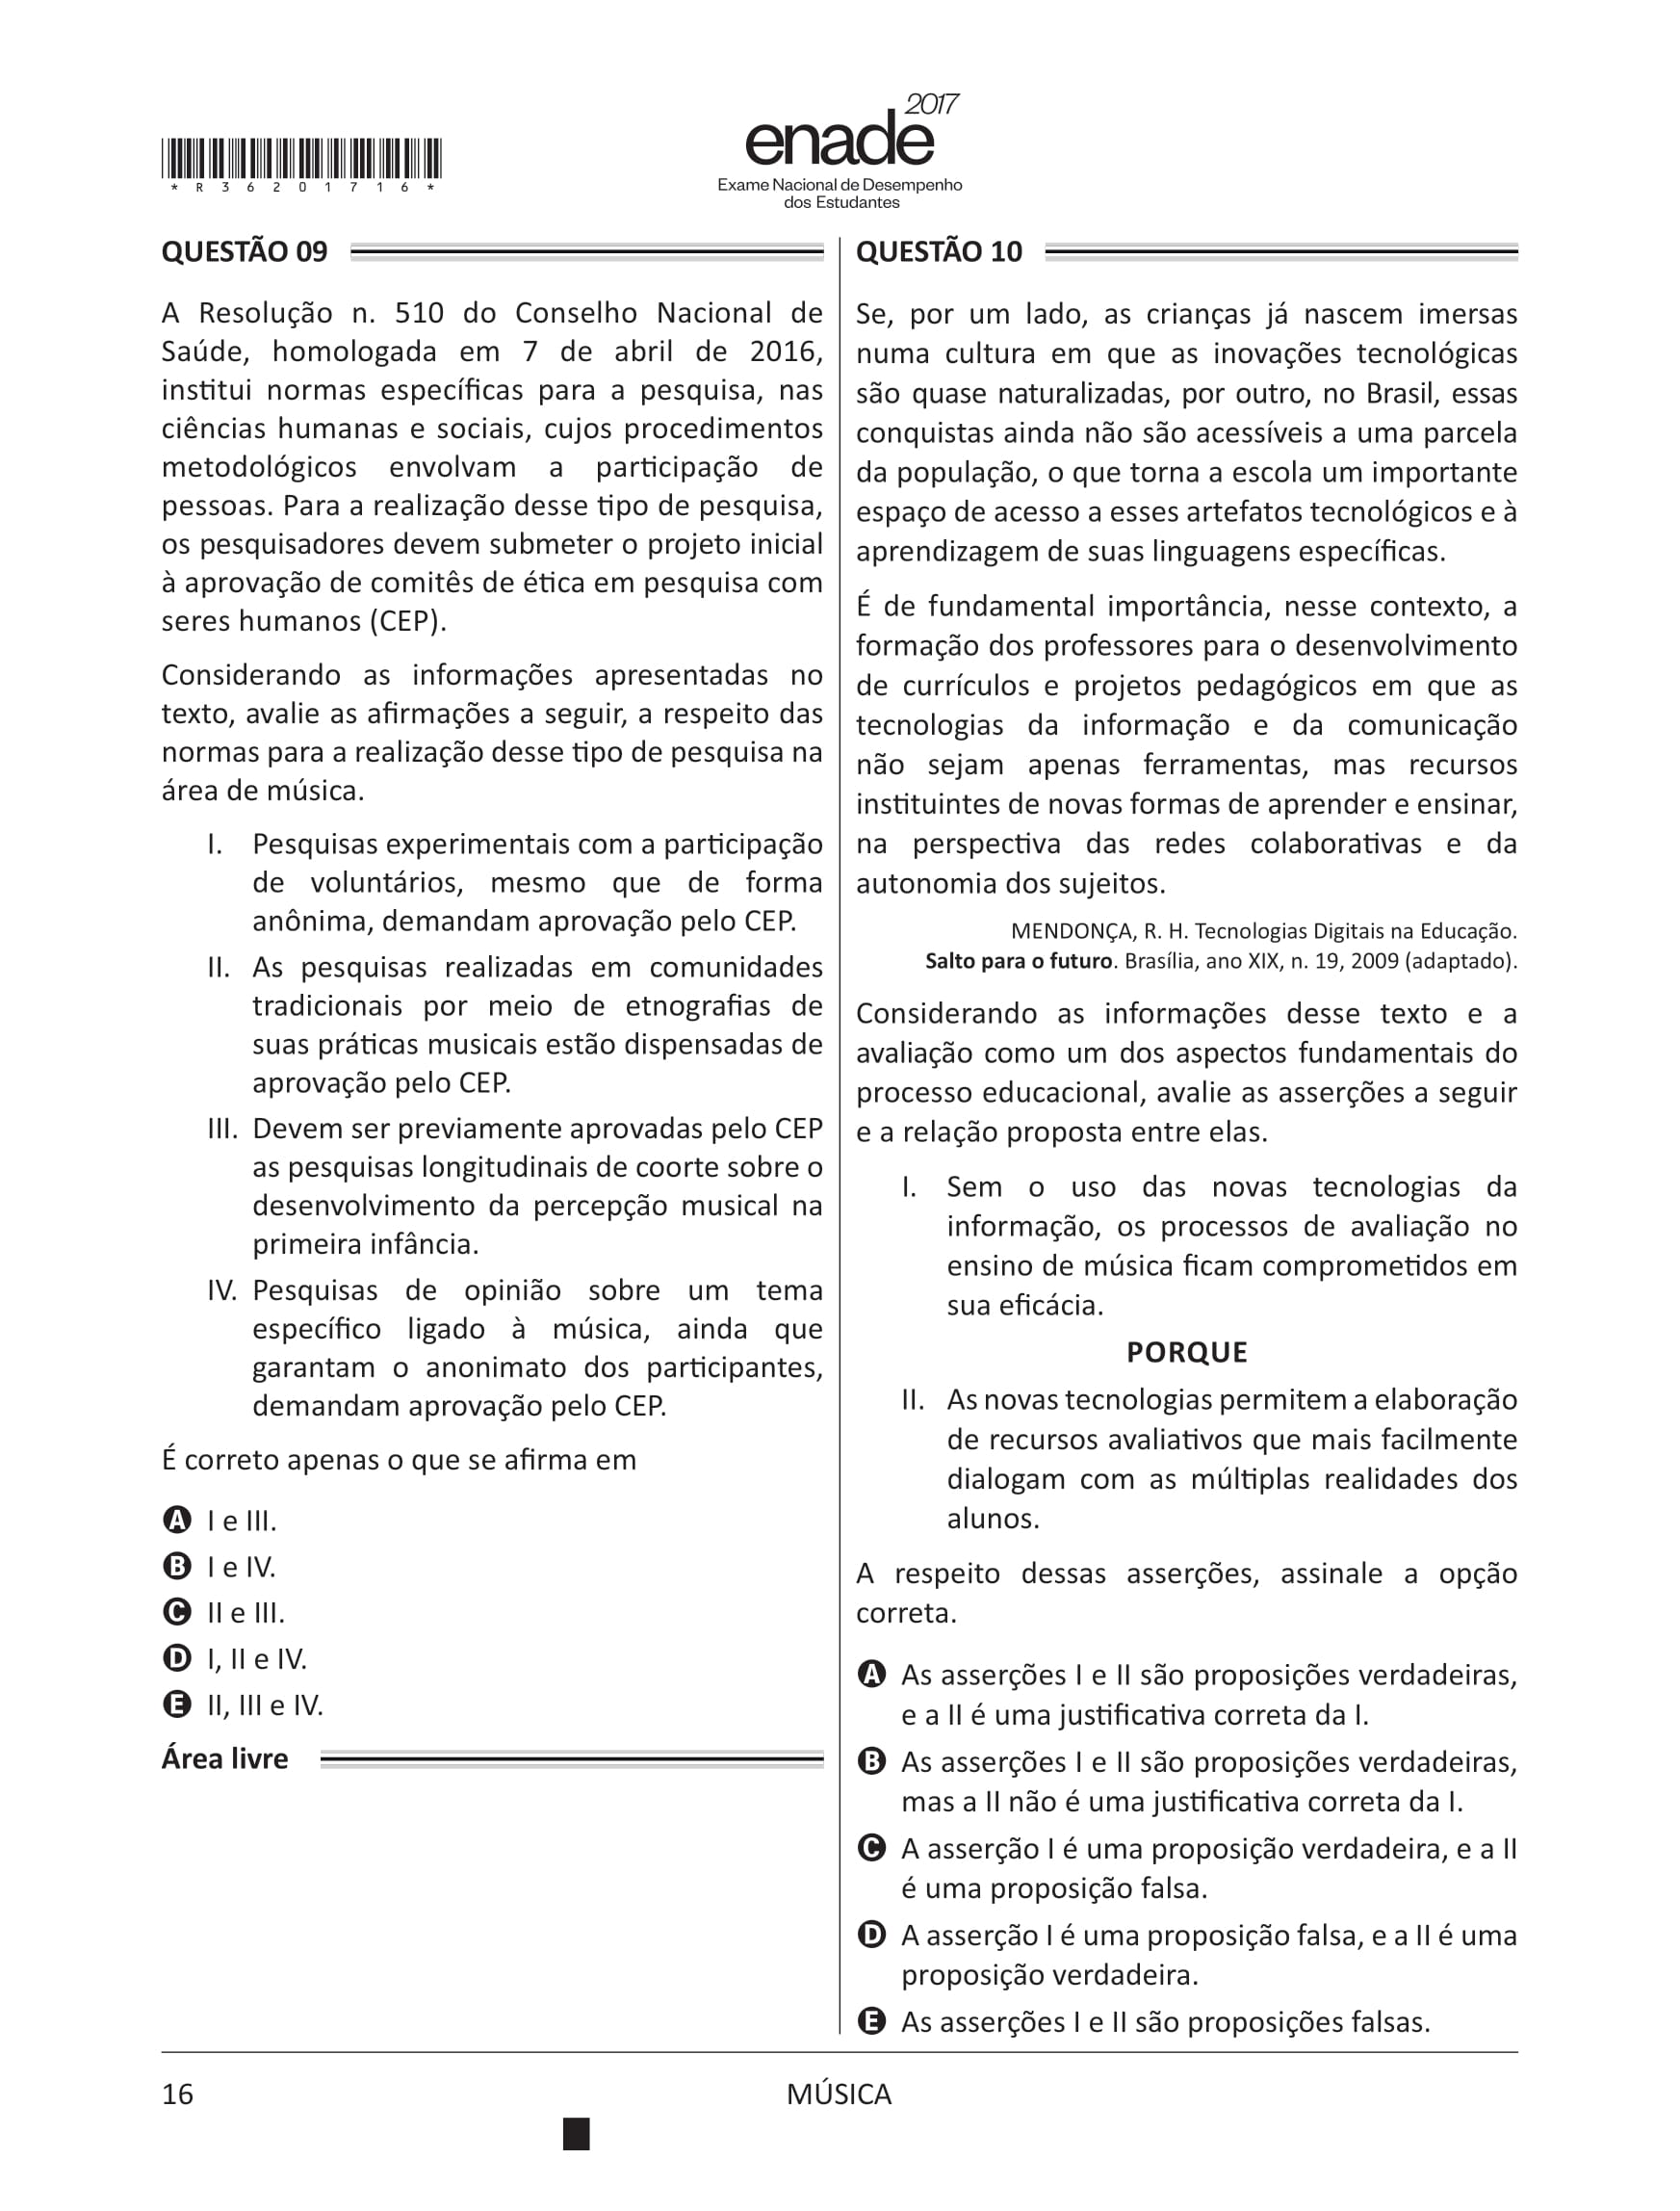 *R36201716*
enade 2017
Exame Nacional de Desempenho
dos Estudantes
QUESTÃO 09
A Resolução n. 510 do Conselho Nacional de
Saúde, homologada em 7 de abril de 2016,
institui normas específicas para a pesquisa, nas
ciências humanas e sociais, cujos procedimentos
metodológicos envolvam a participação de
pessoas. Para a realização desse tipo de pesquisa,
os pesquisadores devem submeter o projeto inicial
à aprovação de comitês de ética em pesquisa com
seres humanos (CEP).
Considerando as informações apresentadas no
texto, avalie as afirmações a seguir, a respeito das
normas para a realização desse tipo de pesquisa na
área de música.
I. Pesquisas experimentais com a participação
de voluntários, mesmo que de forma
anônima, demandam aprovação pelo CEP.
II. As pesquisas realizadas em comunidades
tradicionais por meio de etnografias de
suas práticas musicais estão dispensadas de
aprovação pelo CEP.
III. Devem ser previamente aprovadas pelo CEP
as pesquisas longitudinais de coorte sobre o
desenvolvimento da percepção musical na
primeira infância.
IV. Pesquisas de opinião sobre um tema
específico ligado à música, ainda que
garantam o anonimato dos participantes,
demandam aprovação pelo CEP.
É correto apenas o que se afirma em
A I e III.
B I e IV.
C II e III.
D I, II e IV.
E II, III e IV.
Área livre
QUESTÃO 10
Se, por um lado, as crianças já nascem imersas
numa cultura em que as inovações tecnológicas
são quase naturalizadas, por outro, no Brasil, essas
conquistas ainda não são acessíveis a uma parcela
da população, o que torna a escola um importante
espaço de acesso a esses artefatos tecnológicos e à
aprendizagem de suas linguagens específicas.
É de fundamental importância, nesse contexto, a
formação dos professores para o desenvolvimento
de currículos e projetos pedagógicos em que as
tecnologias da informação e da comunicação
não sejam apenas ferramentas, mas recursos
instituintes de novas formas de aprender e ensinar,
na perspectiva das redes colaborativas e da
autonomia dos sujeitos.
MENDONÇA, R. H. Tecnologias Digitais na Educação.
Salto para o futuro. Brasília, ano XIX, n. 19, 2009 (adaptado).
Considerando as informações desse texto e a
avaliação como um dos aspectos fundamentais do
processo educacional, avalie as asserções a seguir
e a relação proposta entre elas.
I. Sem o uso das novas tecnologias da
informação, os processos de avaliação no
ensino de música ficam comprometidos em
sua eficácia.
PORQUE
II. As novas tecnologias permitem a elaboração
de recursos avaliativos que mais facilmente
dialogam com as múltiplas realidades dos
alunos.
A respeito dessas asserções, assinale a opção
correta.
A As asserções I e II são proposições verdadeiras,
e a II é uma justificativa correta da I.
B As asserções I e II são proposições verdadeiras,
mas a II não é uma justificativa correta da I.
C A asserção I é uma proposição verdadeira, e a II
é uma proposição falsa.
D A asserção I é uma proposição falsa, e a II é uma
proposição verdadeira.
E As asserções I e II são proposições falsas.
16
MÚSICA